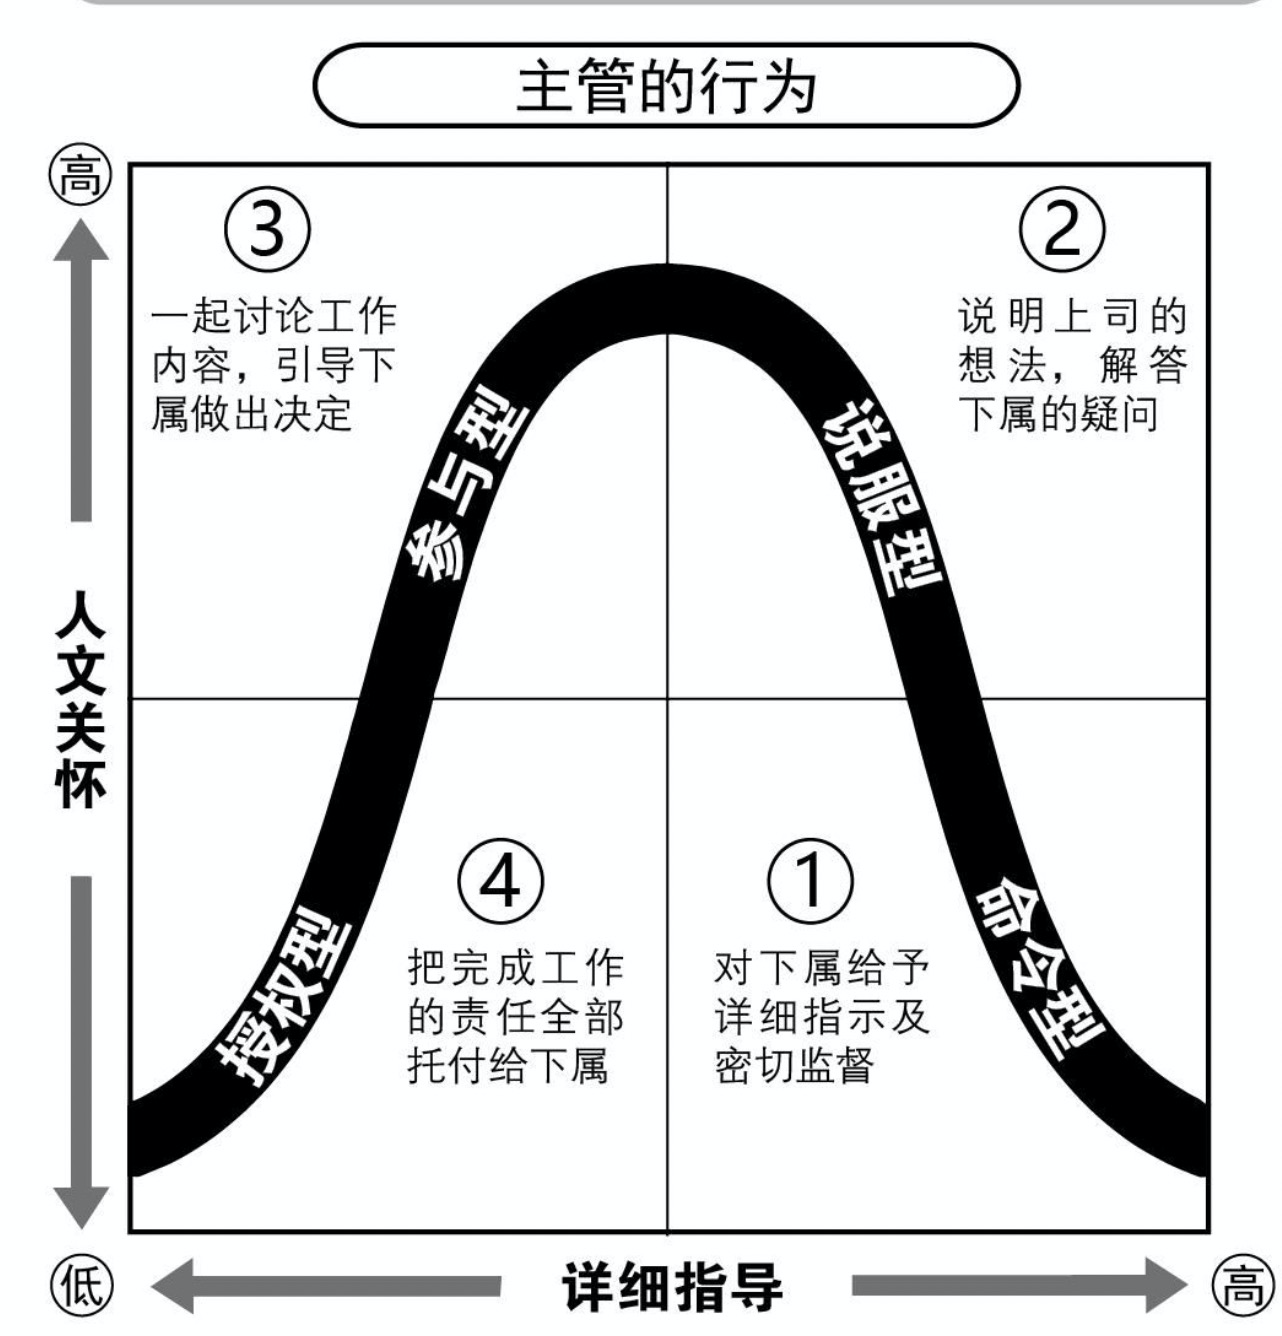 主管的行为
高
③
一起讨论工作
内容，引导下
属做出决定
②
说明上司的
想法，解答
下属的疑问
参与型
说服型
人文关怀
④
把完成工作
的责任全部
托付给下属
①
对下属给予
详细指示及
密切监督
授权型
命令型
低
详细指导
高